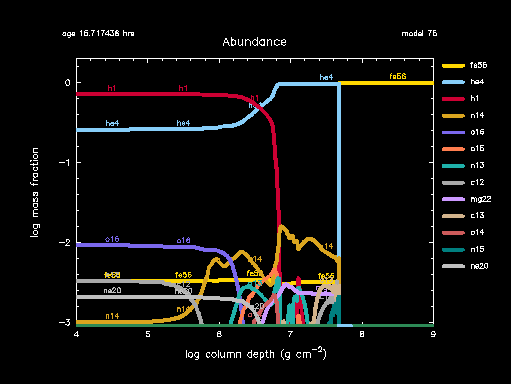 age 16.717436 hrs
model 76
Abundance
log mass fraction
0
-1
-2
-3
4
5
6
7
8
9
log column depth (g cm⁻²)
h1
h1
h1
he4
he4
he4
fe56
o16
o16
fe56
fe56
ne20
n14
n14
n14
fe56
he4
h1
n14
o16
o15
n13
c12
mg22
c13
o14
n15
ne20